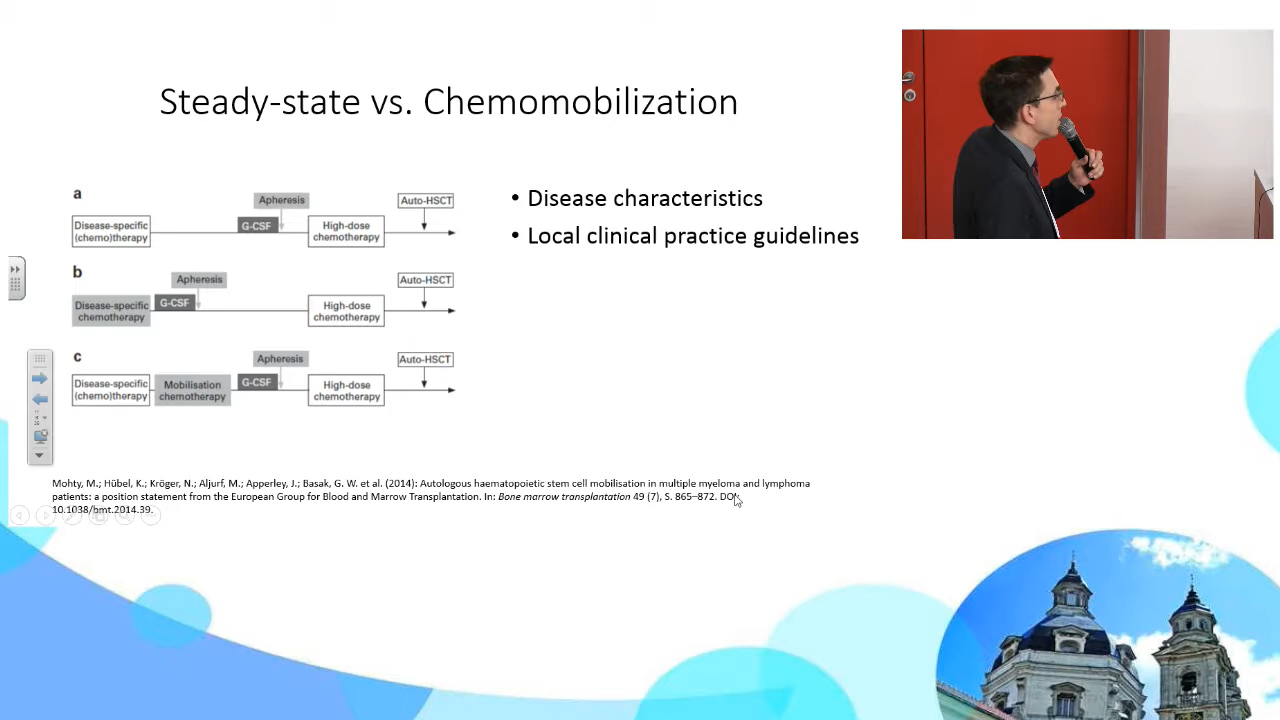 Steady-state vs. Chemomobilization
a
Apheresis
Auto-HSCT
Disease-specific
(chemo)therapy
G-CSF
High-dose
chemotherapy
b
Apheresis
Auto-HSCT
Disease-specific
chemotherapy
G-CSF
High-dose
chemotherapy
c
Apheresis
Auto-HSCT
Disease-specific
(chemo)therapy
Mobilisation
chemotherapy
G-CSF
High-dose
chemotherapy
• Disease characteristics
• Local clinical practice guidelines
Mohty, M.; Hübel, K.; Kröger, N.; Aljurf, M.; Apperley, J.; Basak, G. W. et al. (2014): Autologous haematopoietic stem cell mobilisation in multiple myeloma and lymphoma
patients: a position statement from the European Group for Blood and Marrow Transplantation. In: Bone marrow transplantation 49 (7), S. 865–872. DOI:
10.1038/bmt.2014.39.